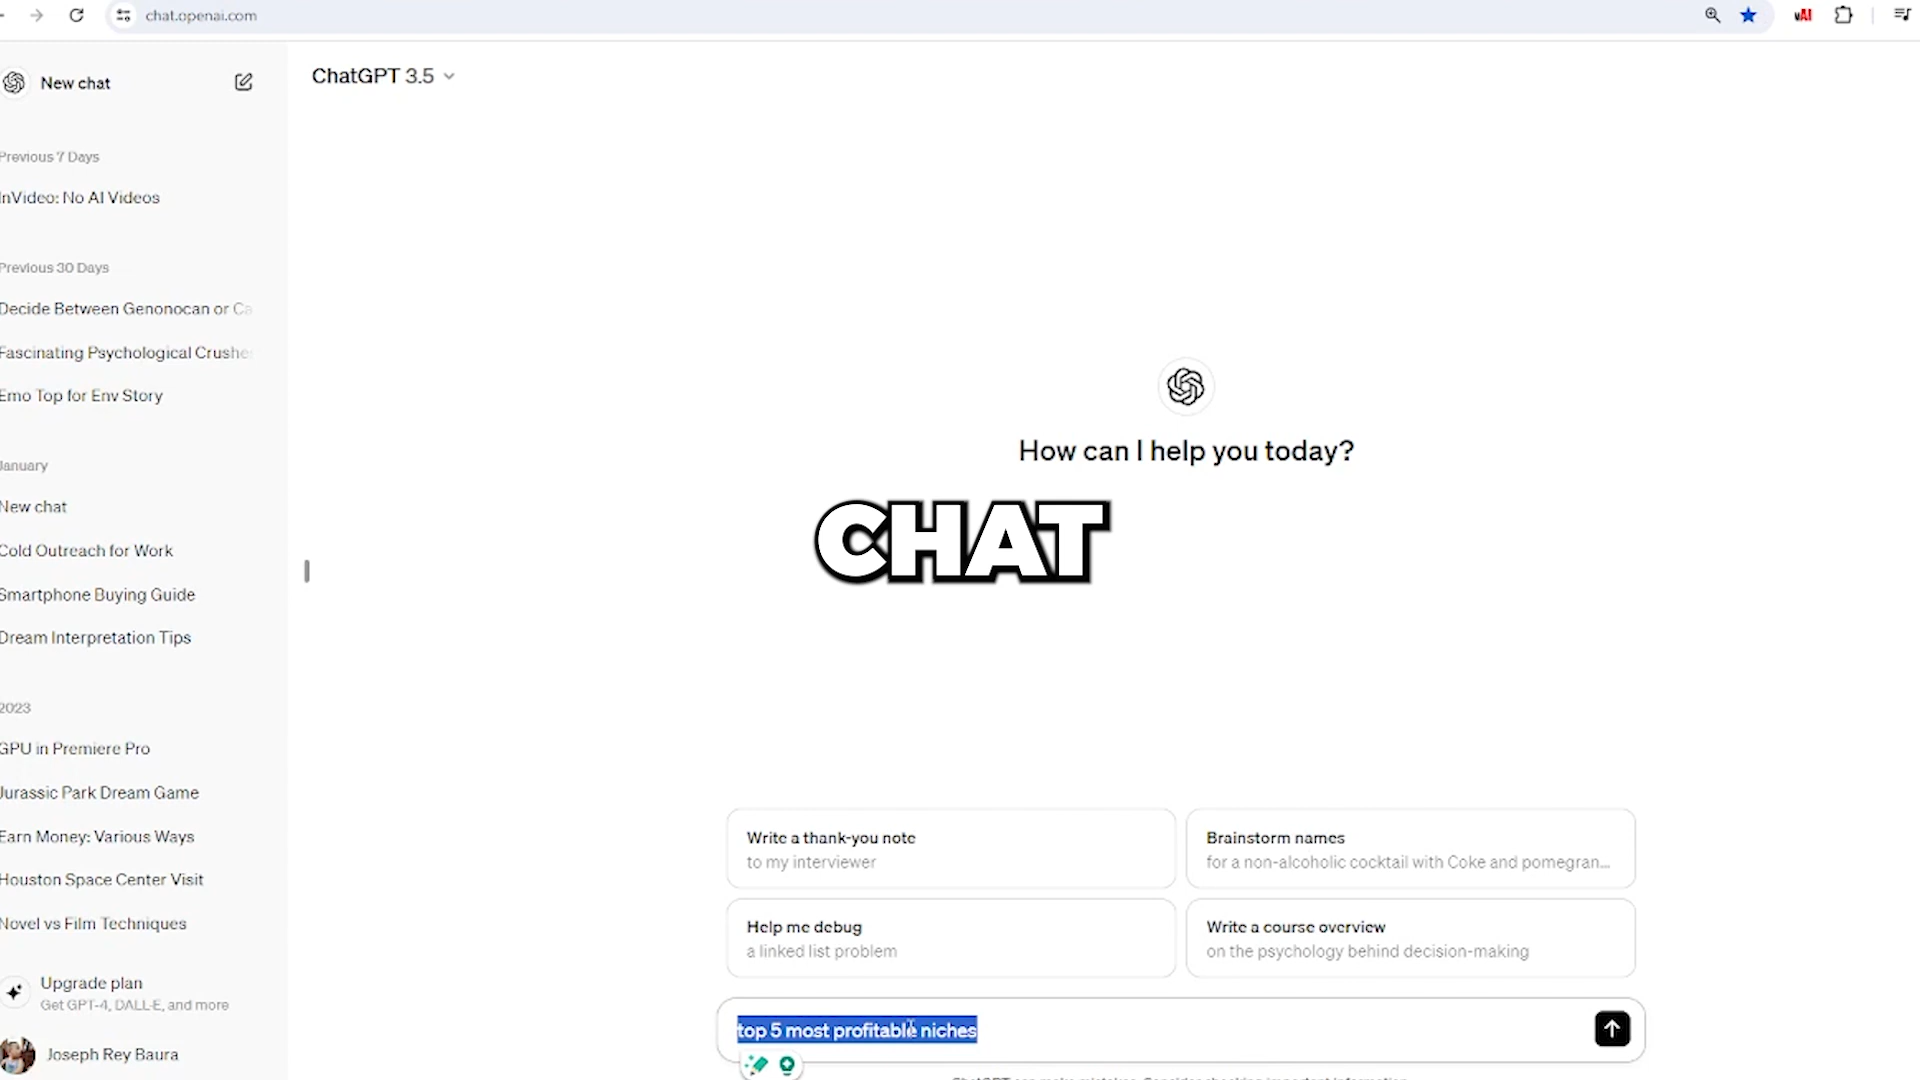 chat.openai.com
New chat
ChatGPT 3.5
Previous 7 Days
InVideo: No AI Videos
Previous 30 Days
Decide Between Genonocan or Ca
Fascinating Psychological Crushe
Emo Top for Env Story
January
New chat
Cold Outreach for Work
Smartphone Buying Guide
Dream Interpretation Tips
2023
GPU in Premiere Pro
Jurassic Park Dream Game
Earn Money: Various Ways
Houston Space Center Visit
Novel vs Film Techniques
Upgrade plan
Get GPT-4, DALL·E, and more
Joseph Rey Baura
How can I help you today?
CHAT
Write a thank-you note
to my interviewer
Brainstorm names
for a non-alcoholic cocktail with Coke and pomegran...
Help me debug
a linked list problem
Write a course overview
on the psychology behind decision-making
top 5 most profitable niches